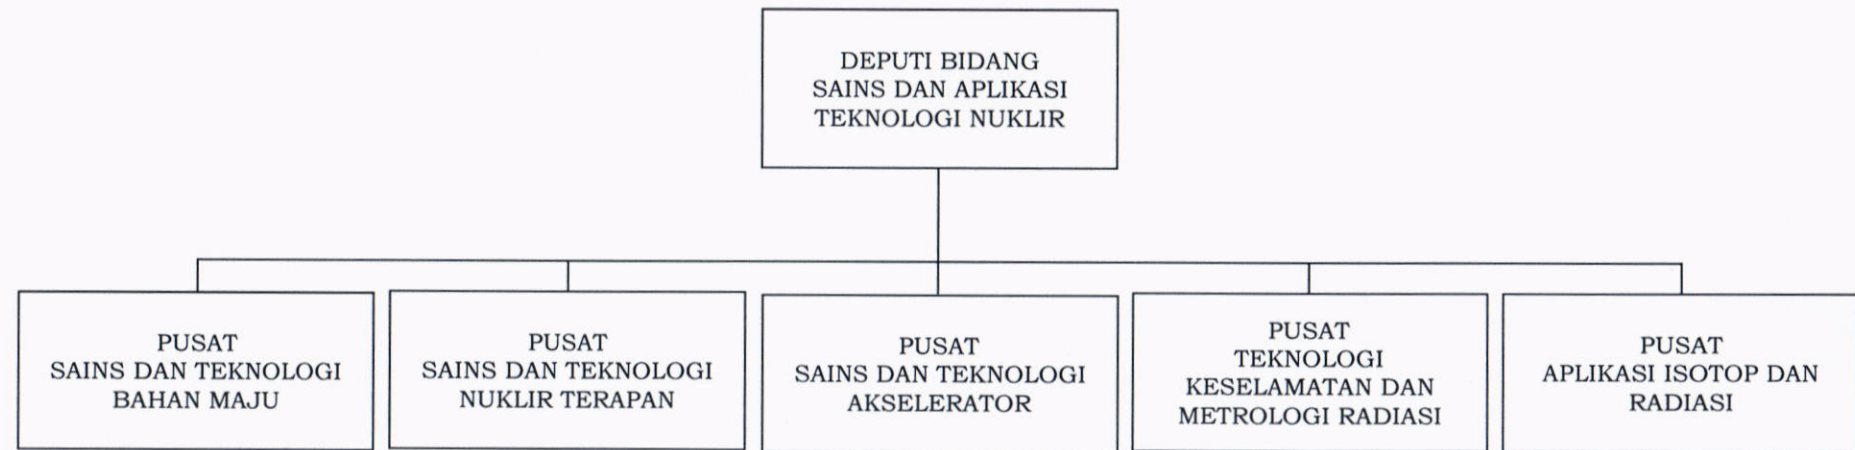 DEPUTI BIDANG
SAINS DAN APLIKASI
TEKNOLOGI NUKLIR
PUSAT
SAINS DAN TEKNOLOGI
BAHAN MAJU
PUSAT
SAINS DAN TEKNOLOGI
NUKLIR TERAPAN
PUSAT
SAINS DAN TEKNOLOGI
AKSELERATOR
PUSAT
TEKNOLOGI
KESELAMATAN DAN
METROLOGI RADIASI
PUSAT
APLIKASI ISOTOP DAN
RADIASI